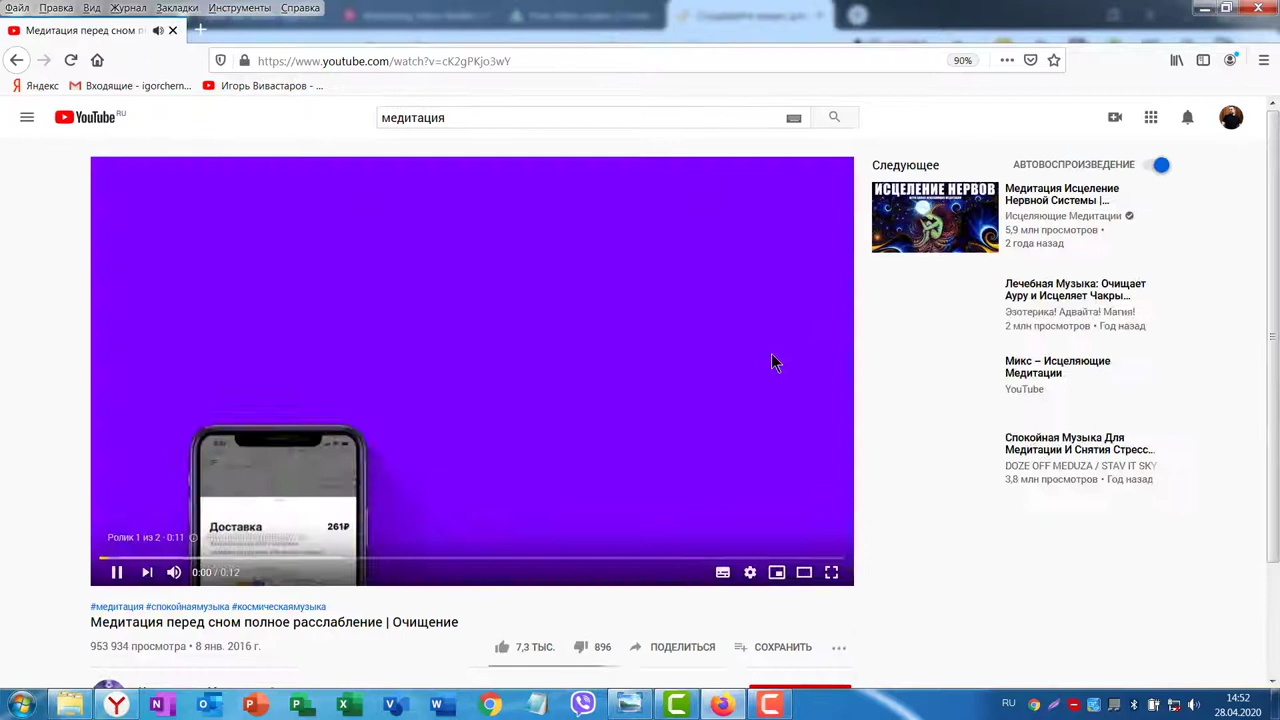 Файл Правка Вид Журнал Закладки Инструменты Справка
Медитация перед сном п
https://www.youtube.com/watch?v=cK2gPKjo3wY
90%
Яндекс
Входящие - igorchern...
Игорь Вивастаров - ...
YouTube RU
медитация
Следующее
АВТОВОСПРОИЗВЕДЕНИЕ
ИСЦЕЛЕНИЕ НЕРВОВ
Медитация Исцеление
Нервной Системы |...
Исцеляющие Медитации
5,9 млн просмотров •
2 года назад
Лечебная Музыка: Очищает
Ауру и Исцеляет Чакры...
Эзотерика! Адвайта! Магия!
2 млн просмотров • Год назад
Микс – Исцеляющие
Медитации
YouTube
Спокойная Музыка Для
Медитации И Снятия Стресс...
DOZE OFF MEDUZA / STAV IT SKY
3,8 млн просмотров • Год назад
Доставка 261₽
Ролик 1 из 2 · 0:11
0:00 / 0:12
#медитация #спокойнаямузыка #космическаямузыка
Медитация перед сном полное расслабление | Очищение
953 934 просмотра • 8 янв. 2016 г.
7,3 ТЫС.
896
ПОДЕЛИТЬСЯ
СОХРАНИТЬ
RU
14:52
28.04.2020